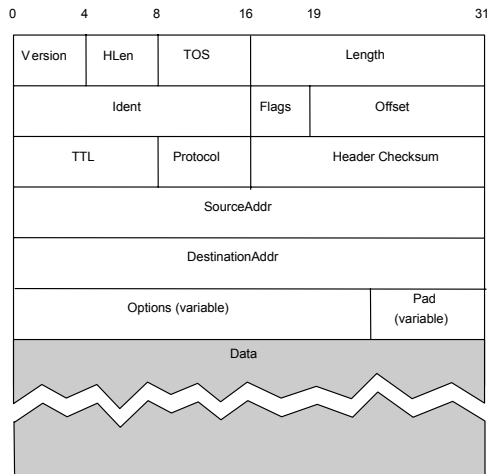 0 4 8 16 19 31
Version HLen TOS Length
Ident Flags Offset
TTL Protocol Header Checksum
SourceAddr
DestinationAddr
Options (variable) Pad
(variable)
Data